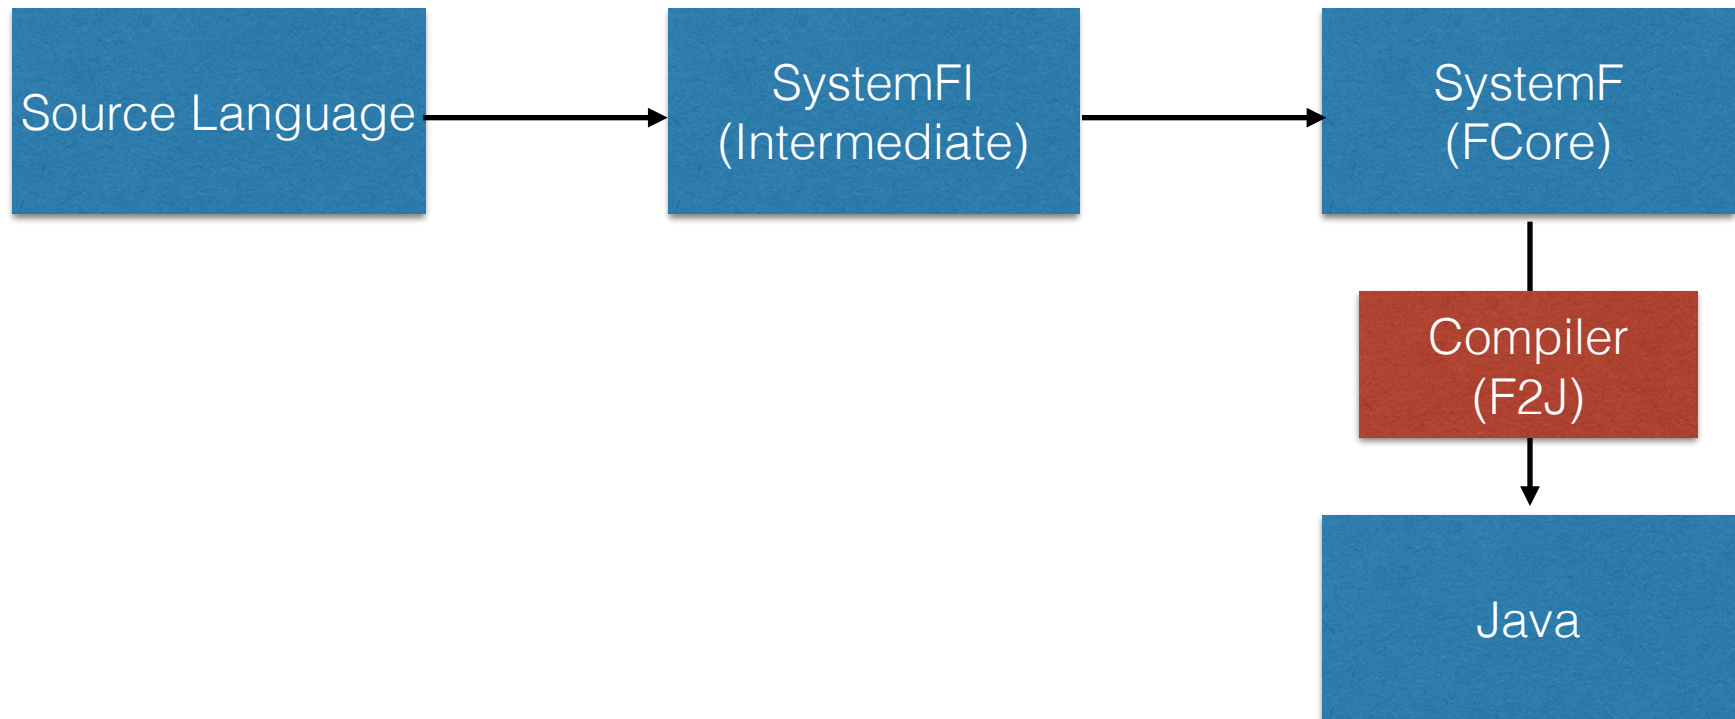 Source Language
SystemFI
(Intermediate)
SystemF
(FCore)
Compiler
(F2J)
Java